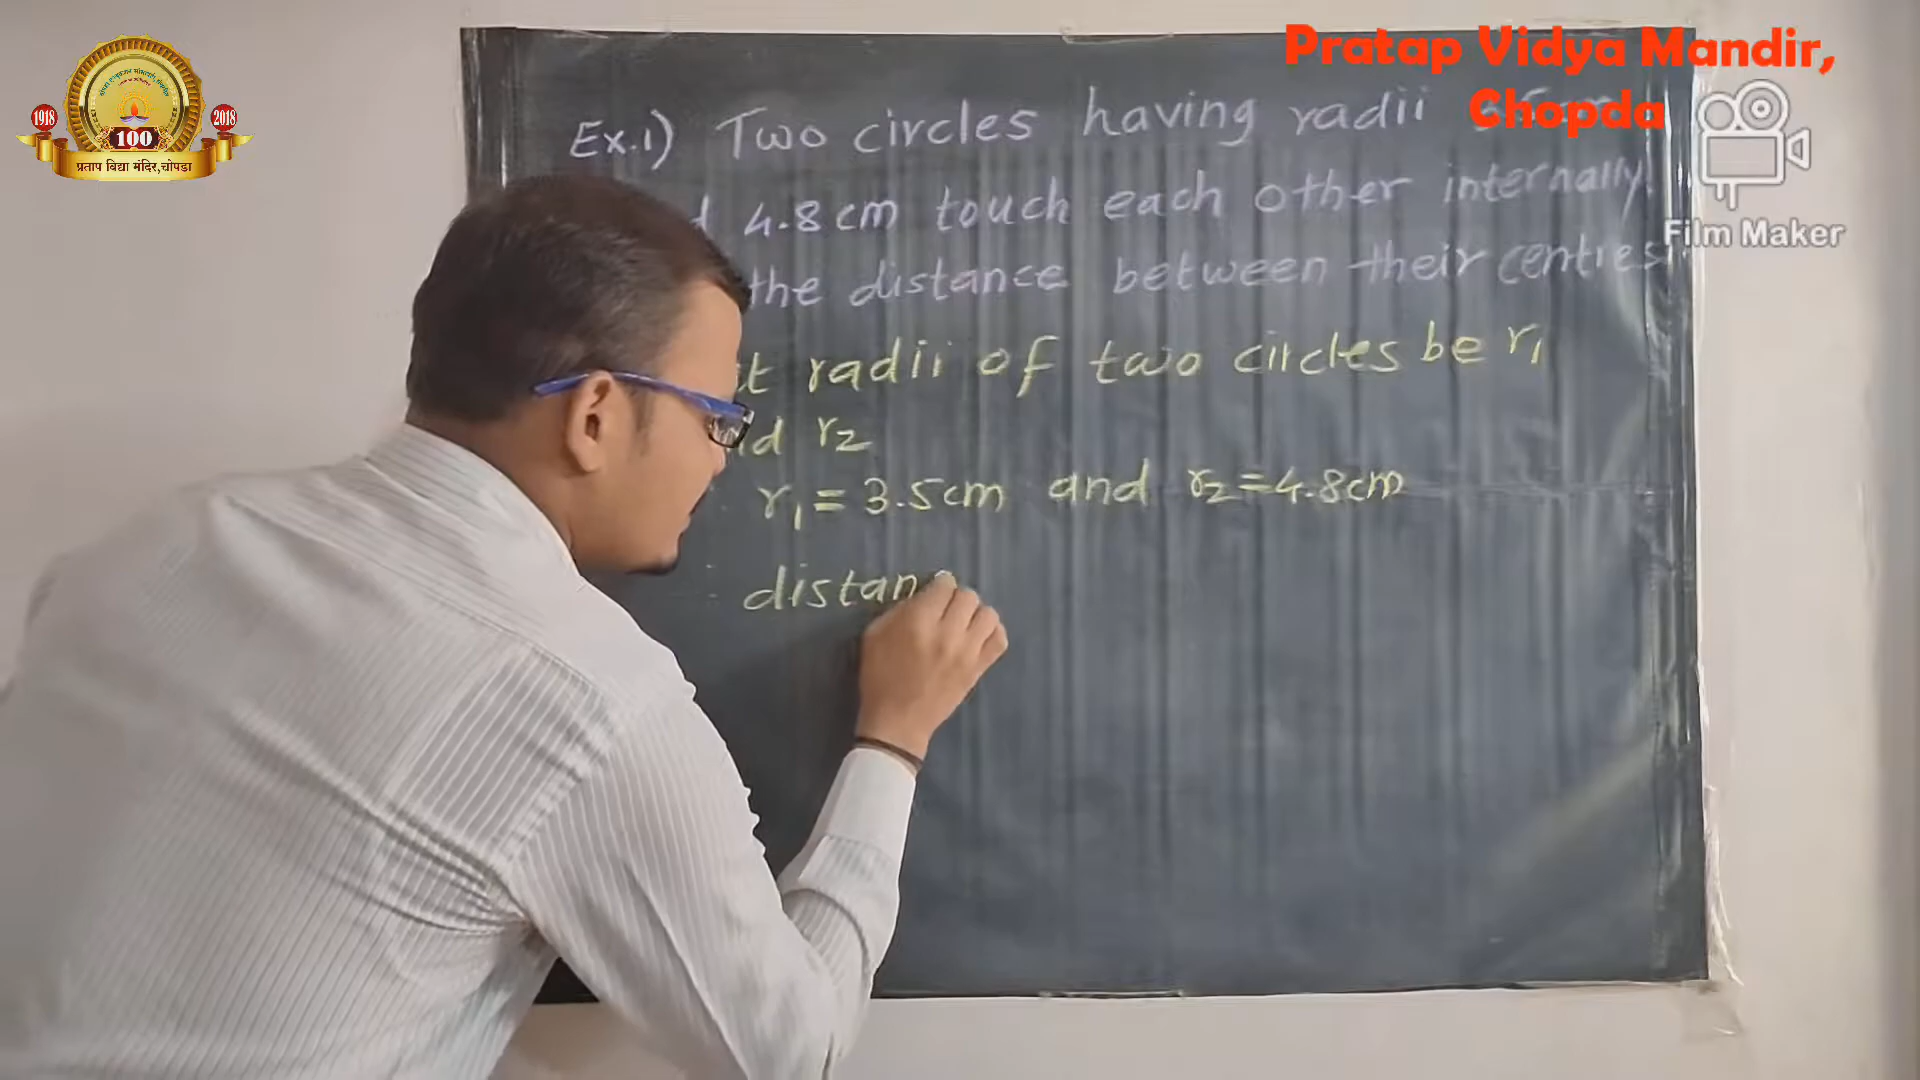 Pratap Vidya Mandir,
Chopda
1918
2018
100
प्रताप विद्या मंदिर,चोपडा
Film Maker
Ex.1) Two circles having radii
4.8cm touch each other internally.
the distance between their centres.
radii of two circles be r₁
r₂
r₁ = 3.5cm and r₂ = 4.8cm
distan